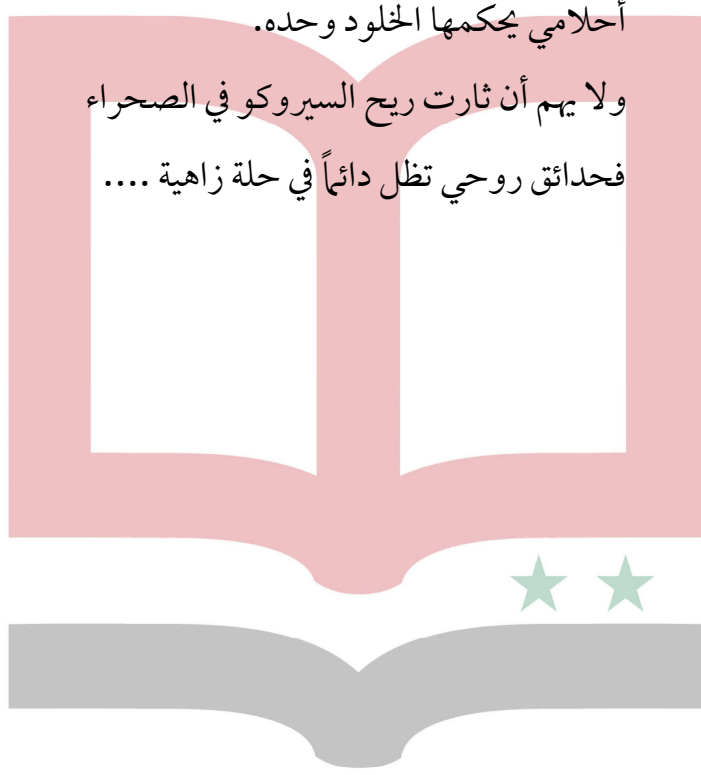 أحلامي يحكمها الخلود وحده.
ولا يهم أن ثارت ريح السيروكو في الصحراء
فحدائق روحي تظل دائماً في حلة زاهية ....